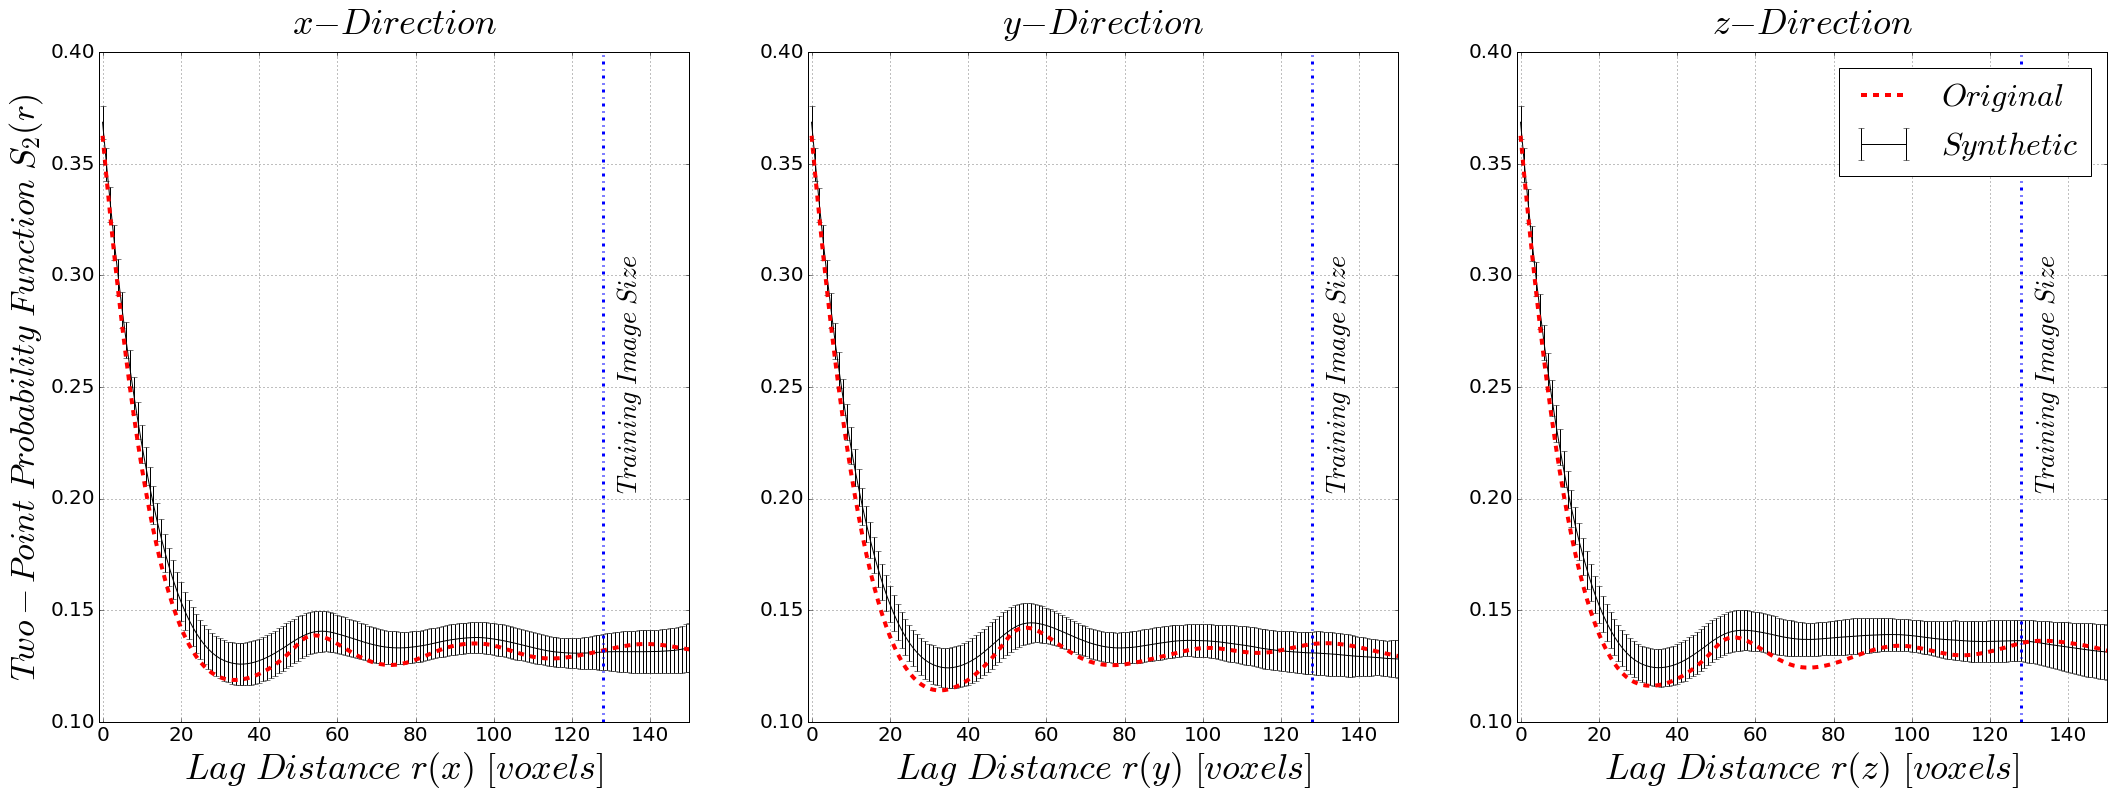 x-Direction
y-Direction
z-Direction
Two-Point Probability Function S₂(r)
0.40
0.35
0.30
0.25
0.20
0.15
0.10
Training Image Size
0 20 40 60 80 100 120 140
Lag Distance r(x) [voxels]
0.40
0.35
0.30
0.25
0.20
0.15
0.10
Training Image Size
0 20 40 60 80 100 120 140
Lag Distance r(y) [voxels]
0.40
0.35
0.30
0.25
0.20
0.15
0.10
Original
Synthetic
Training Image Size
0 20 40 60 80 100 120 140
Lag Distance r(z) [voxels]